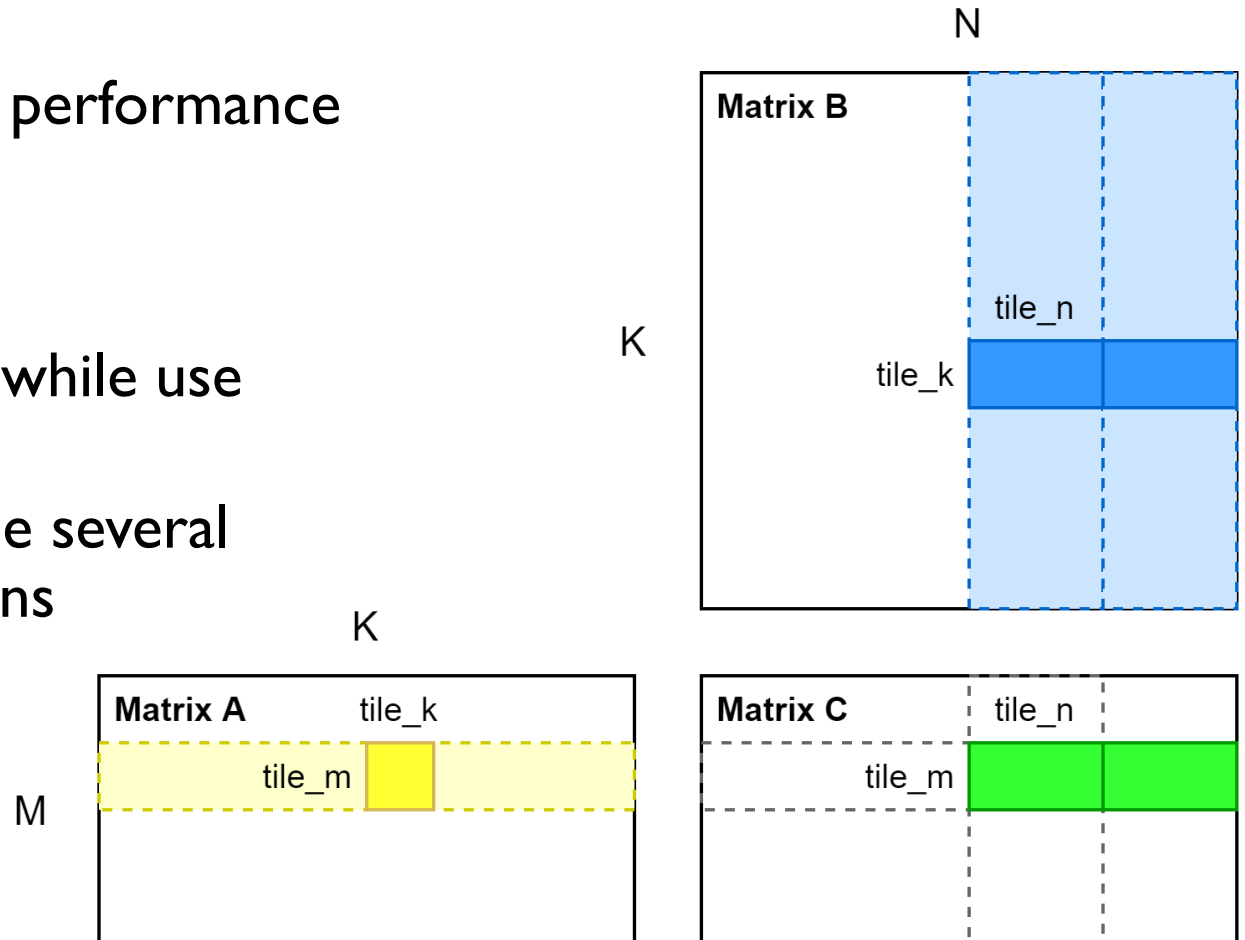 performance
while use
e several
ns
N
Matrix B
K
tile_n
tile_k
K
Matrix A
tile_k
tile_m
M
Matrix C
tile_n
tile_m